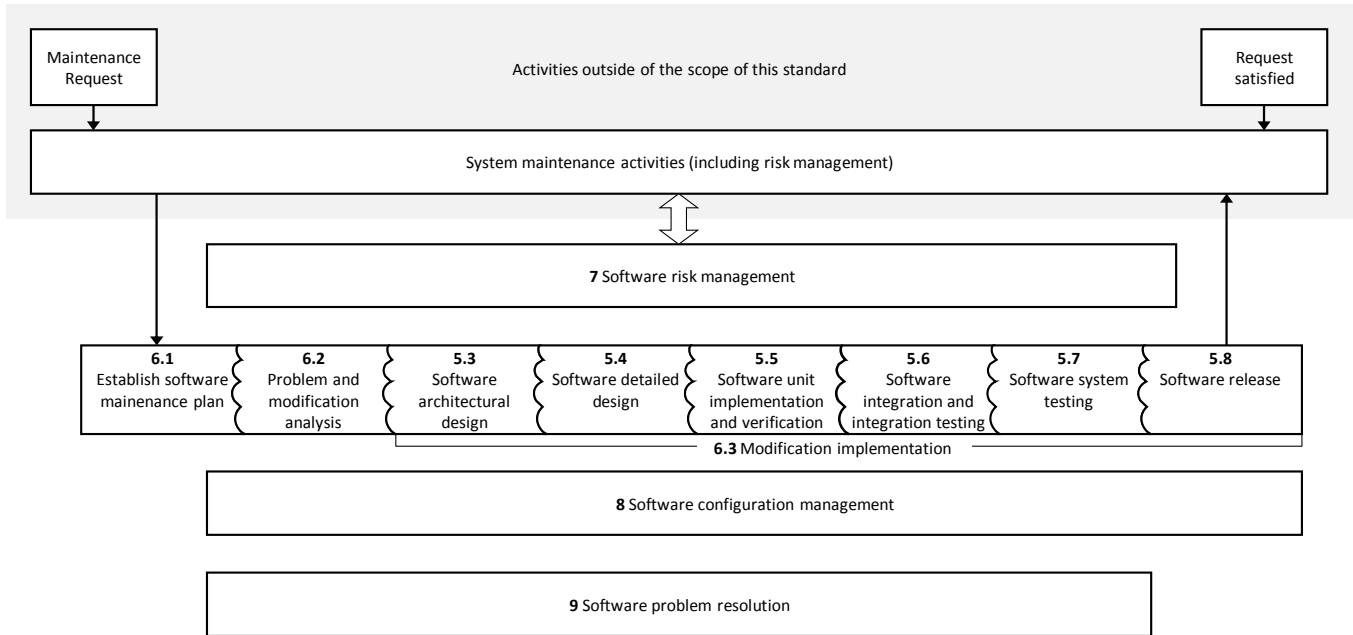 Maintenance
Request
Activities outside of the scope of this standard
Request
satisfied
System maintenance activities (including risk management)
7 Software risk management
6.1
Establish software
mainenance plan
6.2
Problem and
modification
analysis
5.3
Software
architectural
design
5.4
Software detailed
design
5.5
Software unit
implementation
and verification
5.6
Software
integration and
integration testing
5.7
Software system
testing
5.8
Software release
6.3 Modification implementation
8 Software configuration management
9 Software problem resolution